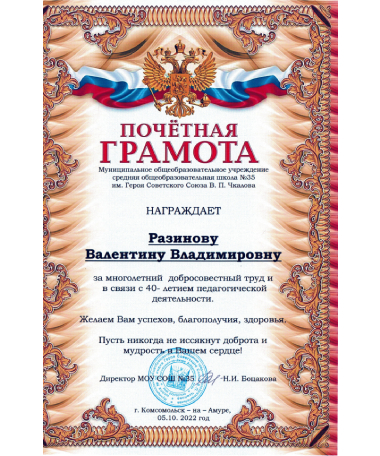 ПОЧЁТНАЯ
ГРАМОТА
Муниципальное общеобразовательное учреждение
средняя общеобразовательная школа №35
им. Героя Советского Союза В. П. Чкалова
НАГРАЖДАЕТ
Разинову
Валентину Владимировну
за многолетний добросовестный труд и
в связи с 40- летием педагогической
деятельности.
Желаем Вам успехов, благополучия, здоровья.
Пусть никогда не иссякнут доброта и
мудрость в Вашем сердце!
Директор МОУ СОШ №35 -Н.И. Боцакова
г. Комсомольск – на – Амуре,
05.10. 2022 год